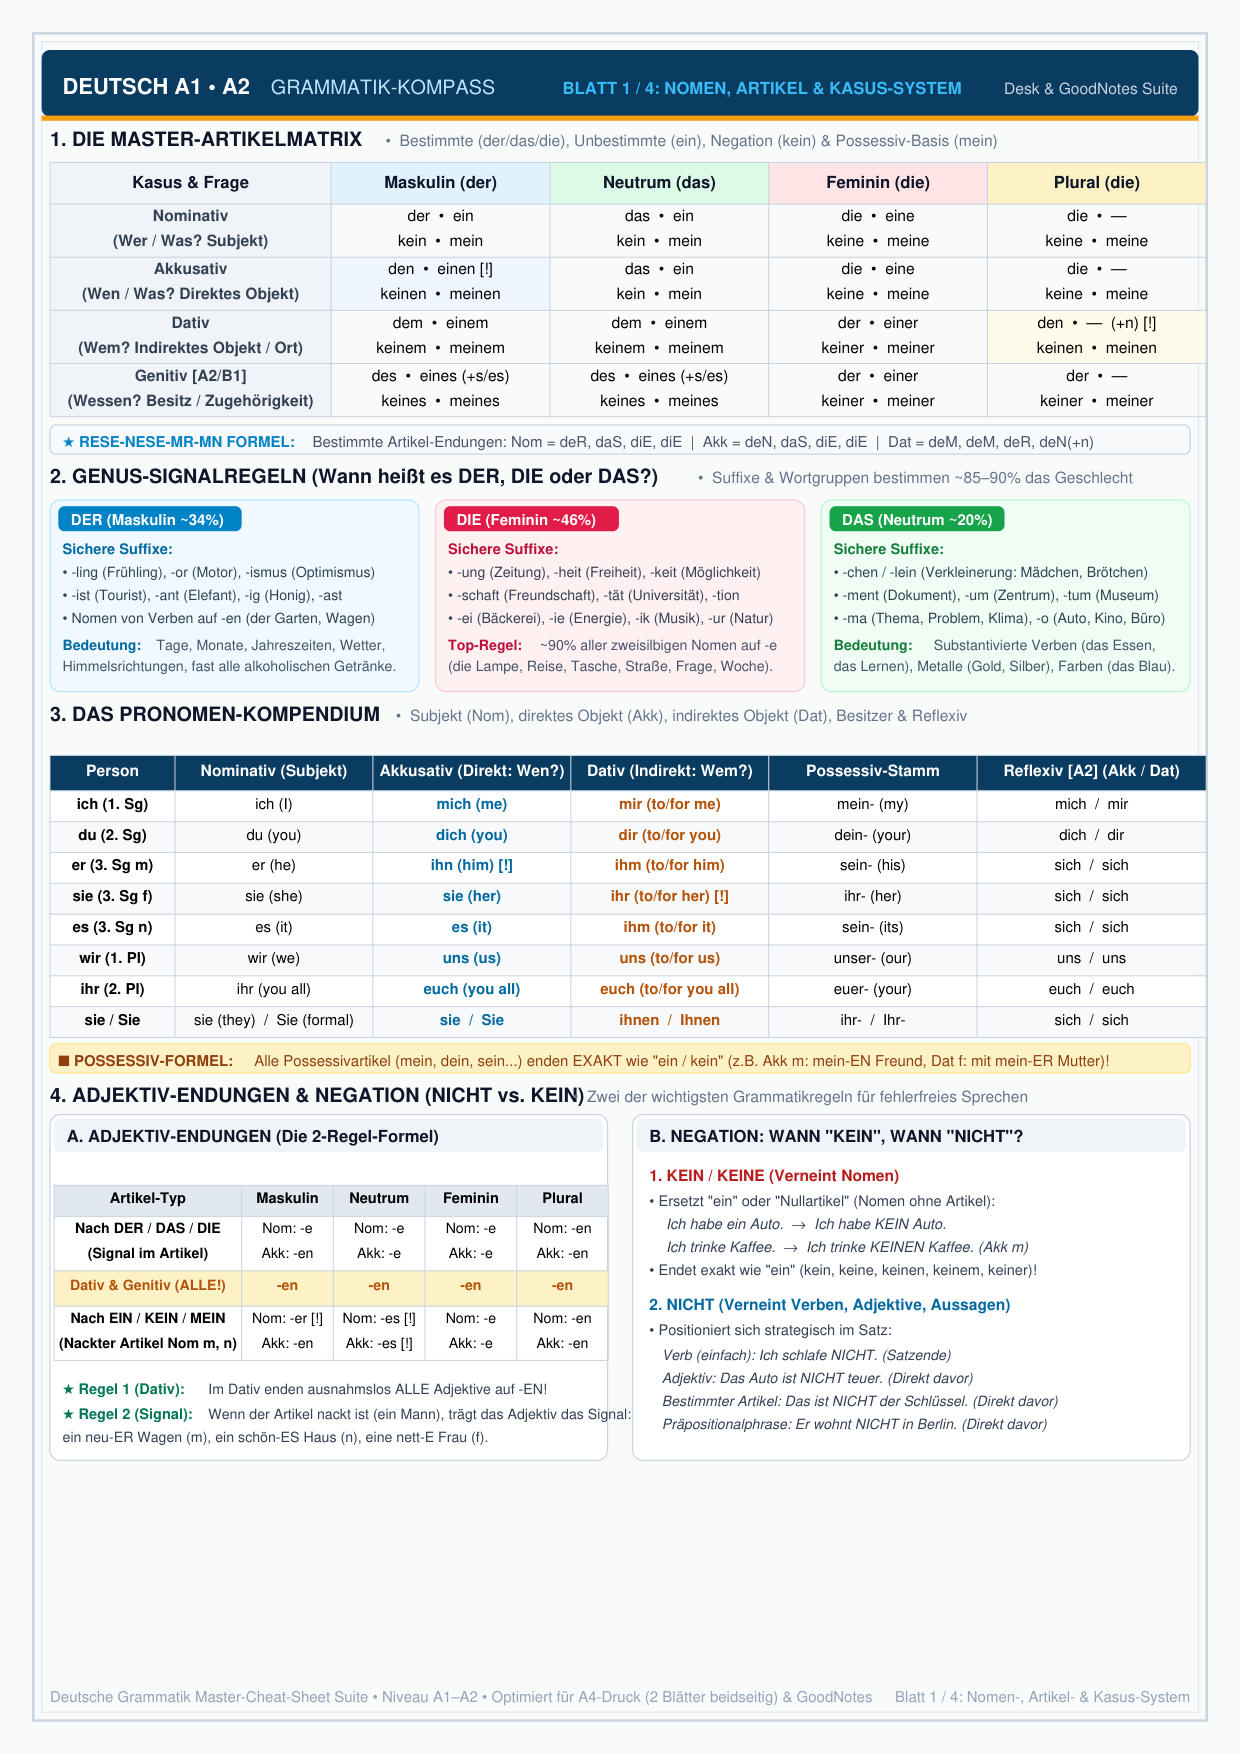 DEUTSCH A1 • A2 GRAMMATIK-KOMPASS BLATT 1 / 4: NOMEN, ARTIKEL & KASUS-SYSTEM Desk & GoodNotes Suite
1. DIE MASTER-ARTIKELMATRIX • Bestimmte (der/das/die), Unbestimmte (ein), Negation (kein) & Possessiv-Basis (mein)
Kasus & Frage Maskulin (der) Neutrum (das) Feminin (die) Plural (die)
Nominativ der • ein das • ein die • eine die • —
(Wer / Was? Subjekt) kein • mein kein • mein keine • meine keine • meine
Akkusativ den • einen [!] das • ein die • eine die • —
(Wen / Was? Direktes Objekt) keinen • meinen kein • mein keine • meine keine • meine
Dativ dem • einem dem • einem der • einer den • — (+n) [!]
(Wem? Indirektes Objekt / Ort) keinem • meinem keinem • meinem keiner • meiner keinen • meinen
Genitiv [A2/B1] des • eines (+s/es) des • eines (+s/es) der • einer der • —
(Wessen? Besitz / Zugehörigkeit) keines • meines keines • meines keiner • meiner keiner • meiner
★ RESE-NESE-MR-MN FORMEL: Bestimmte Artikel-Endungen: Nom = deR, daS, diE, diE | Akk = deN, daS, diE, diE | Dat = deM, deM, deR, deN(+n)
2. GENUS-SIGNALREGELN (Wann heißt es DER, DIE oder DAS?) • Suffixe & Wortgruppen bestimmen ~85–90% das Geschlecht
DER (Maskulin ~34%)
Sichere Suffixe:
• -ling (Frühling), -or (Motor), -ismus (Optimismus)
• -ist (Tourist), -ant (Elefant), -ig (Honig), -ast
• Nomen von Verben auf -en (der Garten, Wagen)
Bedeutung: Tage, Monate, Jahreszeiten, Wetter,
Himmelsrichtungen, fast alle alkoholischen Getränke.
DIE (Feminin ~46%)
Sichere Suffixe:
• -ung (Zeitung), -heit (Freiheit), -keit (Möglichkeit)
• -schaft (Freundschaft), -tät (Universität), -tion
• -ei (Bäckerei), -ie (Energie), -ik (Musik), -ur (Natur)
Top-Regel: ~90% aller zweisilbigen Nomen auf -e
(die Lampe, Reise, Tasche, Straße, Frage, Woche).
DAS (Neutrum ~20%)
Sichere Suffixe:
• -chen / -lein (Verkleinerung: Mädchen, Brötchen)
• -ment (Dokument), -um (Zentrum), -tum (Museum)
• -ma (Thema, Problem, Klima), -o (Auto, Kino, Büro)
Bedeutung: Substantivierte Verben (das Essen,
das Lernen), Metalle (Gold, Silber), Farben (das Blau).
3. DAS PRONOMEN-KOMPENDIUM • Subjekt (Nom), direktes Objekt (Akk), indirektes Objekt (Dat), Besitzer & Reflexiv
Person Nominativ (Subjekt) Akkusativ (Direkt: Wen?) Dativ (Indirekt: Wem?) Possessiv-Stamm Reflexiv [A2] (Akk / Dat)
ich (1. Sg) ich (I) mich (me) mir (to/for me) mein- (my) mich / mir
du (2. Sg) du (you) dich (you) dir (to/for you) dein- (your) dich / dir
er (3. Sg m) er (he) ihn (him) [!] ihm (to/for him) sein- (his) sich / sich
sie (3. Sg f) sie (she) sie (her) ihr (to/for her) [!] ihr- (her) sich / sich
es (3. Sg n) es (it) es (it) ihm (to/for it) sein- (its) sich / sich
wir (1. Pl) wir (we) uns (us) uns (to/for us) unser- (our) uns / uns
ihr (2. Pl) ihr (you all) euch (you all) euch (to/for you all) euer- (your) euch / euch
sie / Sie sie (they) / Sie (formal) sie / Sie ihnen / Ihnen ihr- / Ihr- sich / sich
■ POSSESSIV-FORMEL: Alle Possessivartikel (mein, dein, sein...) enden EXAKT wie "ein / kein" (z.B. Akk m: mein-EN Freund, Dat f: mit mein-ER Mutter)!
4. ADJEKTIV-ENDUNGEN & NEGATION (NICHT vs. KEIN) Zwei der wichtigsten Grammatikregeln für fehlerfreies Sprechen
A. ADJEKTIV-ENDUNGEN (Die 2-Regel-Formel)
Artikel-Typ Maskulin Neutrum Feminin Plural
Nach DER / DAS / DIE Nom: -e Nom: -e Nom: -e Nom: -en
(Signal im Artikel) Akk: -en Akk: -e Akk: -e Akk: -en
Dativ & Genitiv (ALLE!) -en -en -en -en
Nach EIN / KEIN / MEIN Nom: -er [!] Nom: -es [!] Nom: -e Nom: -en
(Nackter Artikel Nom m, n) Akk: -en Akk: -es [!] Akk: -e Akk: -en
★ Regel 1 (Dativ): Im Dativ enden ausnahmslos ALLE Adjektive auf -EN!
★ Regel 2 (Signal): Wenn der Artikel nackt ist (ein Mann), trägt das Adjektiv das Signal:
ein neu-ER Wagen (m), ein schön-ES Haus (n), eine nett-E Frau (f).
B. NEGATION: WANN "KEIN", WANN "NICHT"?
1. KEIN / KEINE (Verneint Nomen)
• Ersetzt "ein" oder "Nullartikel" (Nomen ohne Artikel):
Ich habe ein Auto. → Ich habe KEIN Auto.
Ich trinke Kaffee. → Ich trinke KEINEN Kaffee. (Akk m)
• Endet exakt wie "ein" (kein, keine, keinen, keinem, keiner)!
2. NICHT (Verneint Verben, Adjektive, Aussagen)
• Positioniert sich strategisch im Satz:
Verb (einfach): Ich schlafe NICHT. (Satzende)
Adjektiv: Das Auto ist NICHT teuer. (Direkt davor)
Bestimmter Artikel: Das ist NICHT der Schlüssel. (Direkt davor)
Präpositionalphrase: Er wohnt NICHT in Berlin. (Direkt davor)
Deutsche Grammatik Master-Cheat-Sheet Suite • Niveau A1–A2 • Optimiert für A4-Druck (2 Blätter beidseitig) & GoodNotes Blatt 1 / 4: Nomen-, Artikel- & Kasus-System